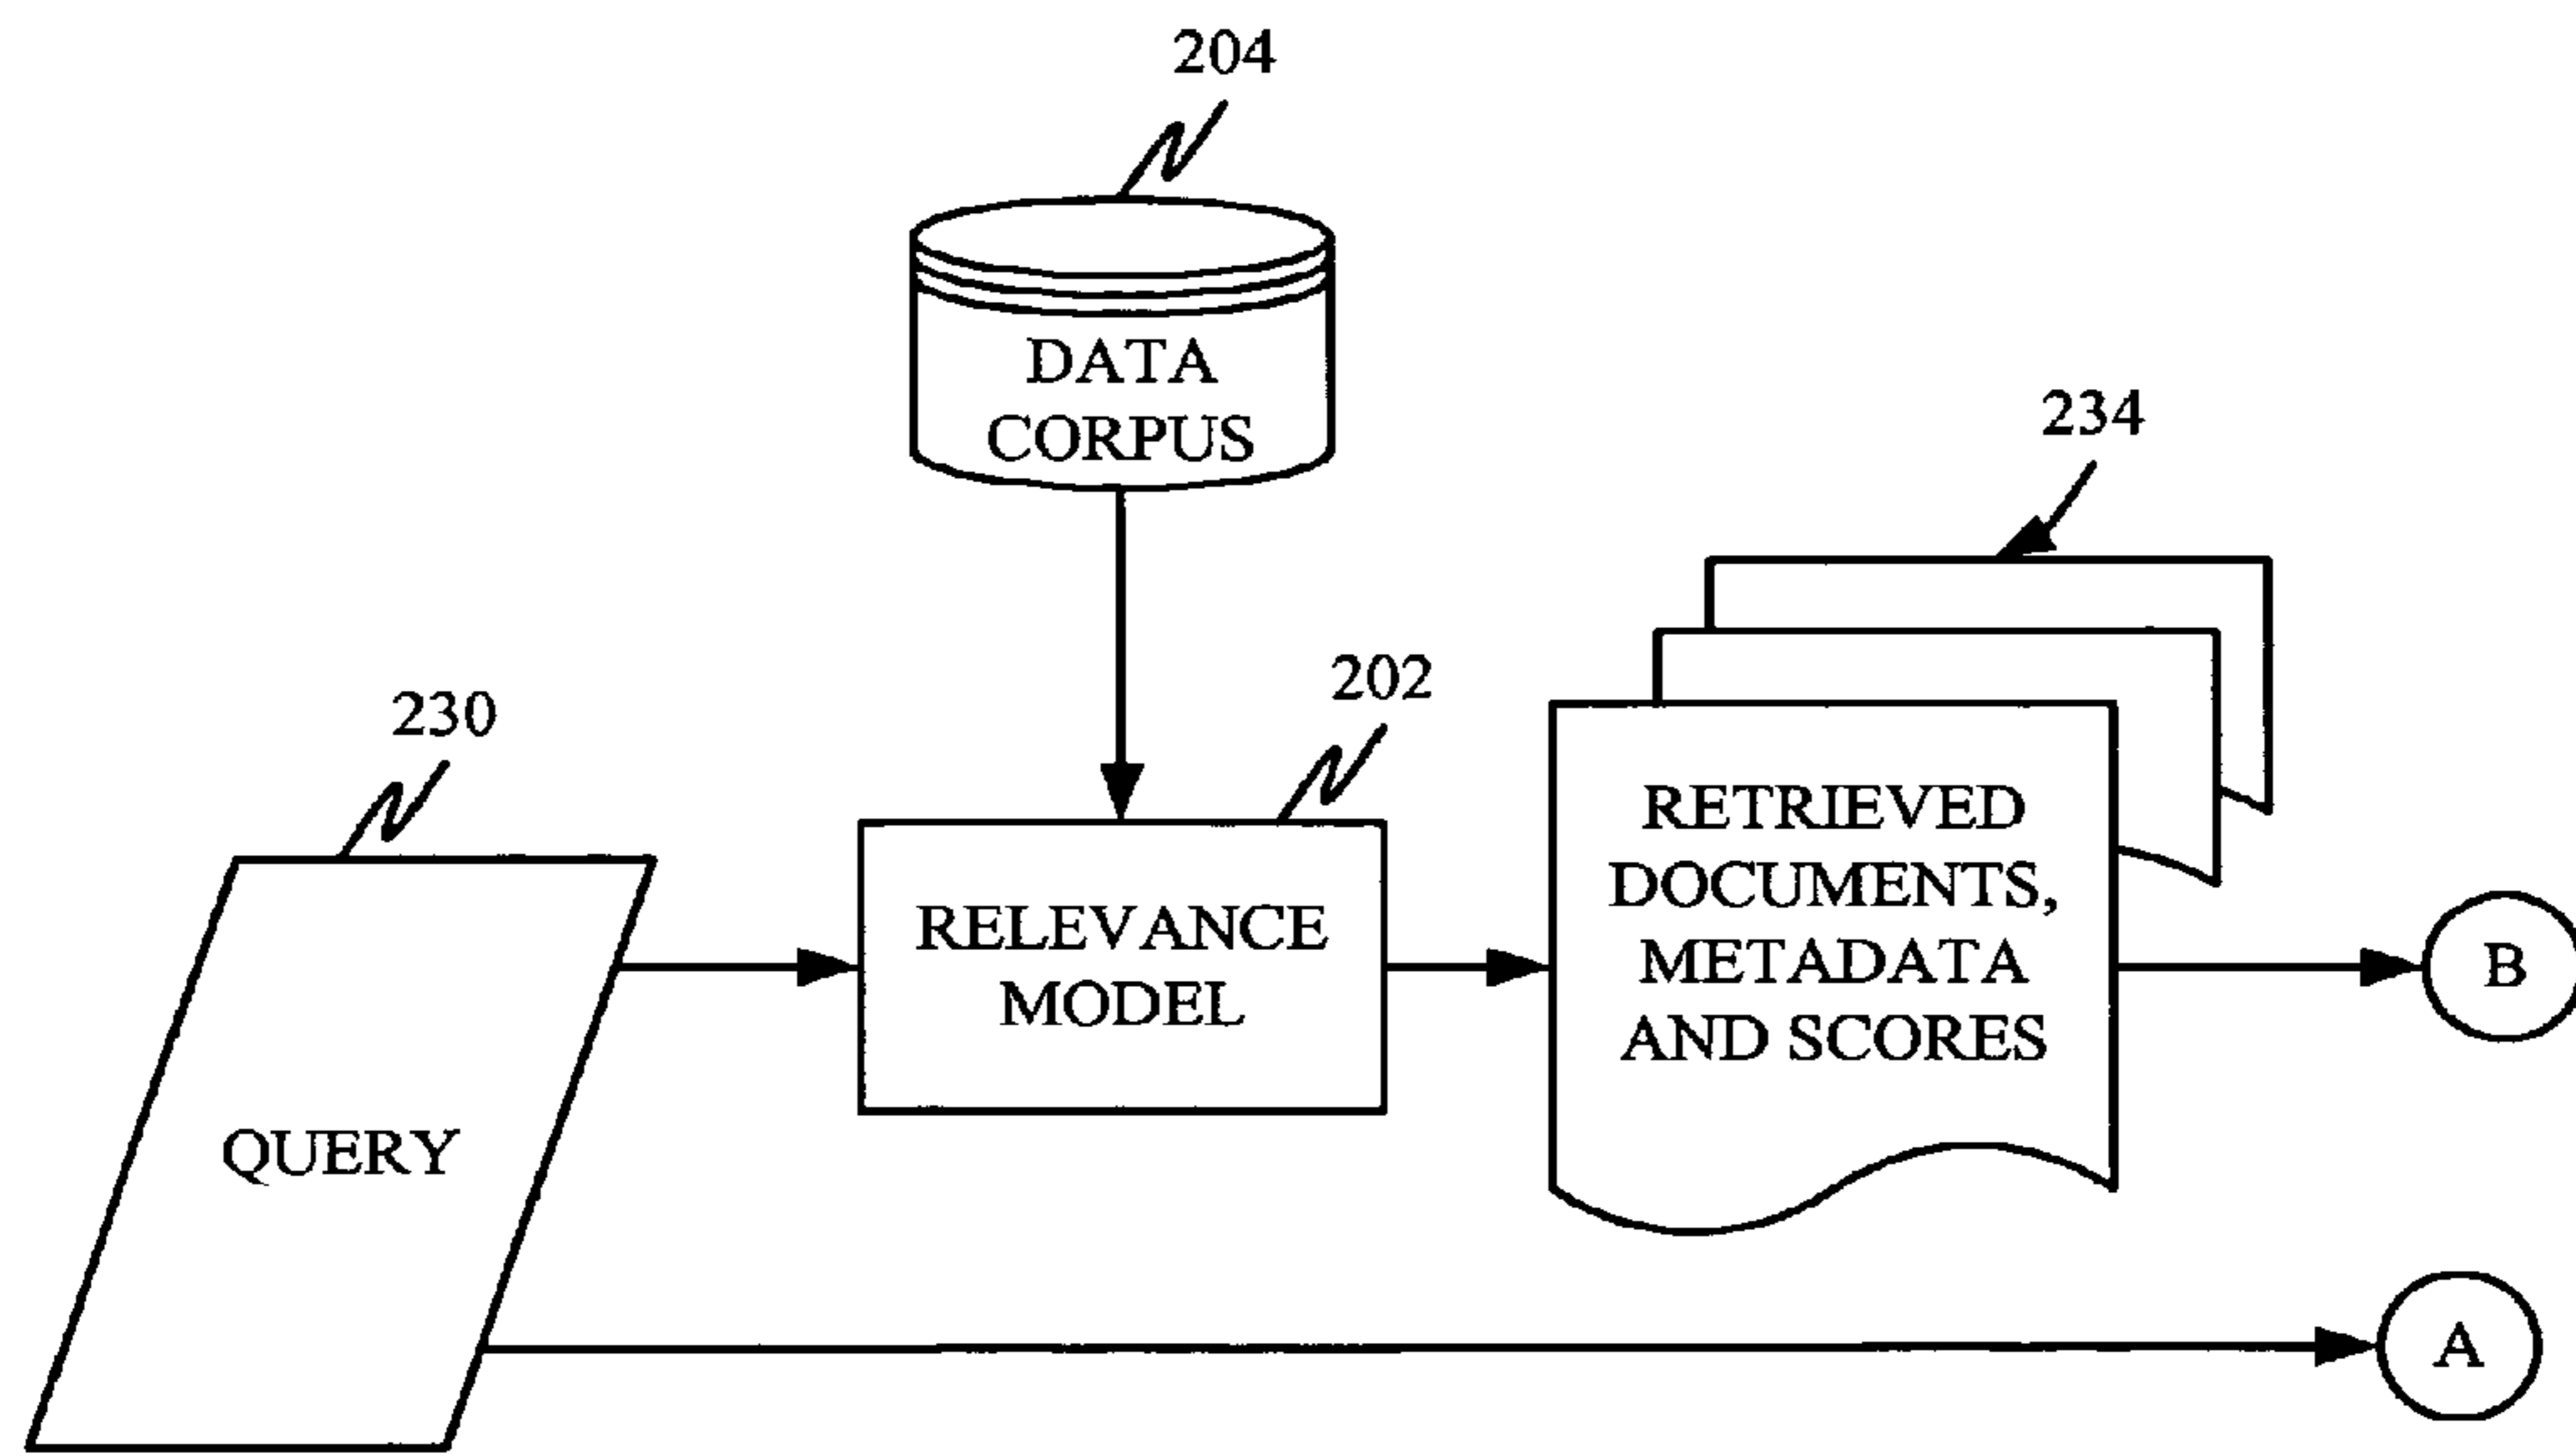 204
DATA
CORPUS
234
202
230
RELEVANCE
MODEL
RETRIEVED
DOCUMENTS,
METADATA
AND SCORES
B
QUERY
A